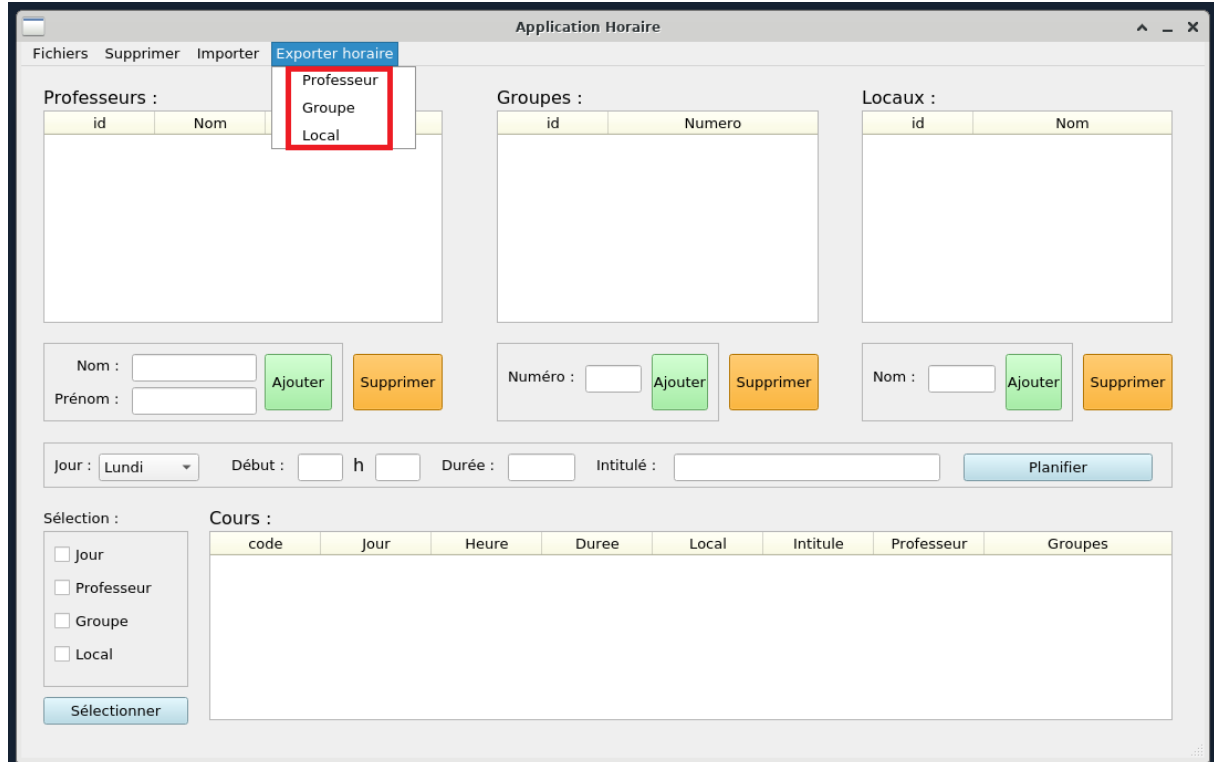 Application Horaire
Fichiers Supprimer Importer Exporter horaire
Professeur
Groupe
Local
Professeurs :
id Nom
Groupes :
id Numero
Locaux :
id Nom
Nom :
Prénom :
Ajouter
Supprimer
Numéro :
Ajouter
Supprimer
Nom :
Ajouter
Supprimer
Jour : Lundi Début : h Durée : Intitulé : Planifier
Sélection :
Jour
Professeur
Groupe
Local
Sélectionner
Cours :
code Jour Heure Duree Local Intitule Professeur Groupes